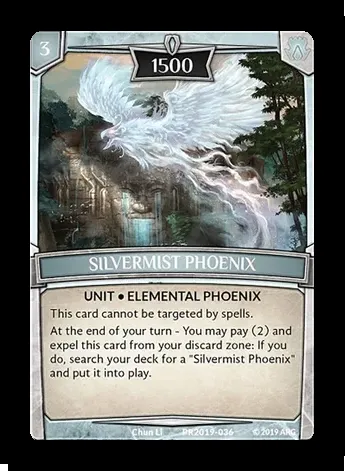 3
1500
SILVERMIST PHOENIX
UNIT • ELEMENTAL PHOENIX
This card cannot be targeted by spells.
At the end of your turn - You may pay (2) and
expel this card from your discard zone: If you
do, search your deck for a "Silvermist Phoenix"
and put it into play.
Chun Li PR2019-036 © 2019 ARG